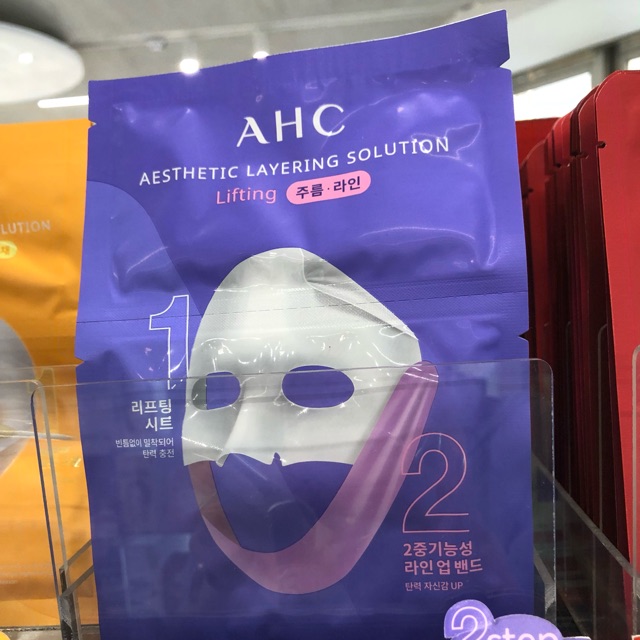 AHC
AESTHETIC LAYERING SOLUTION
Lifting 주름·라인
1
리프팅
시트
빈틈없이 밀착되어
탄력 충전
2
2중기능성
라인 업 밴드
탄력 자신감 UP
LUTION
2step